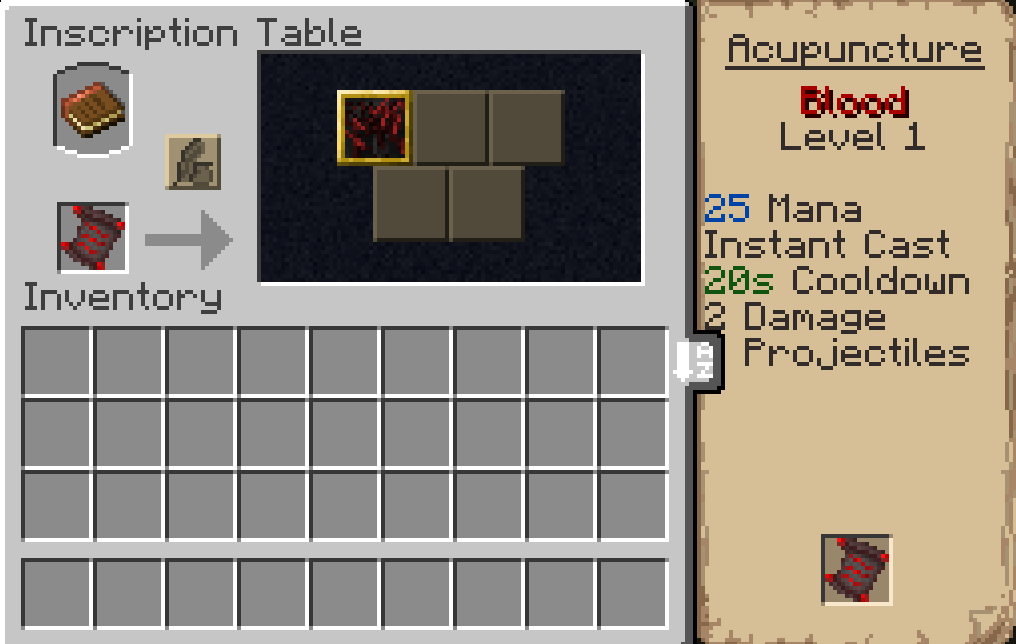 Inscription Table
Inventory
Acupuncture
Blood
Level 1
25 Mana
Instant Cast
20s Cooldown
2 Damage
Projectiles